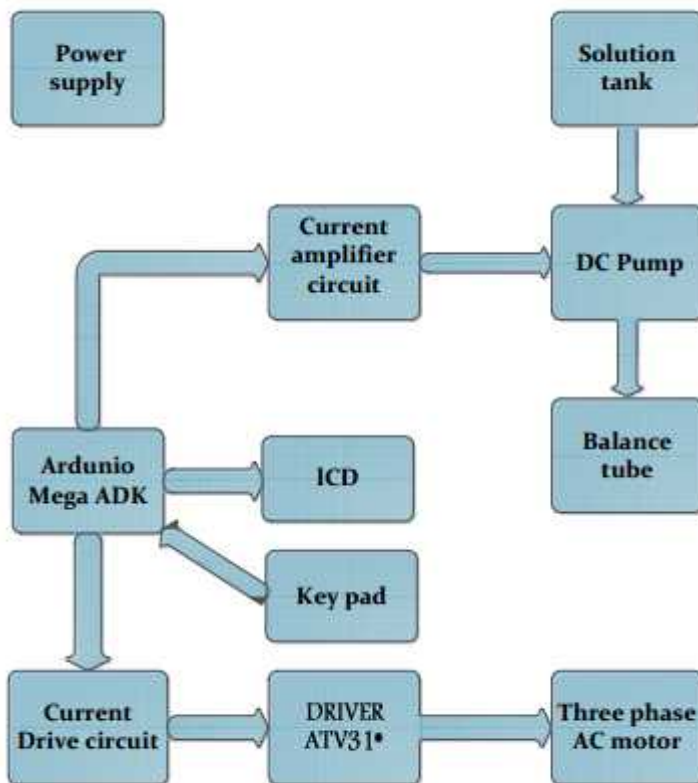 Power
supply
Solution
tank
Current
amplifier
circuit
DC Pump
Ardunio
Mega ADK
lCD
Balance
tube
Key pad
Current
Drive circuit
DRIVER
ATV31•
Three phase
AC motor